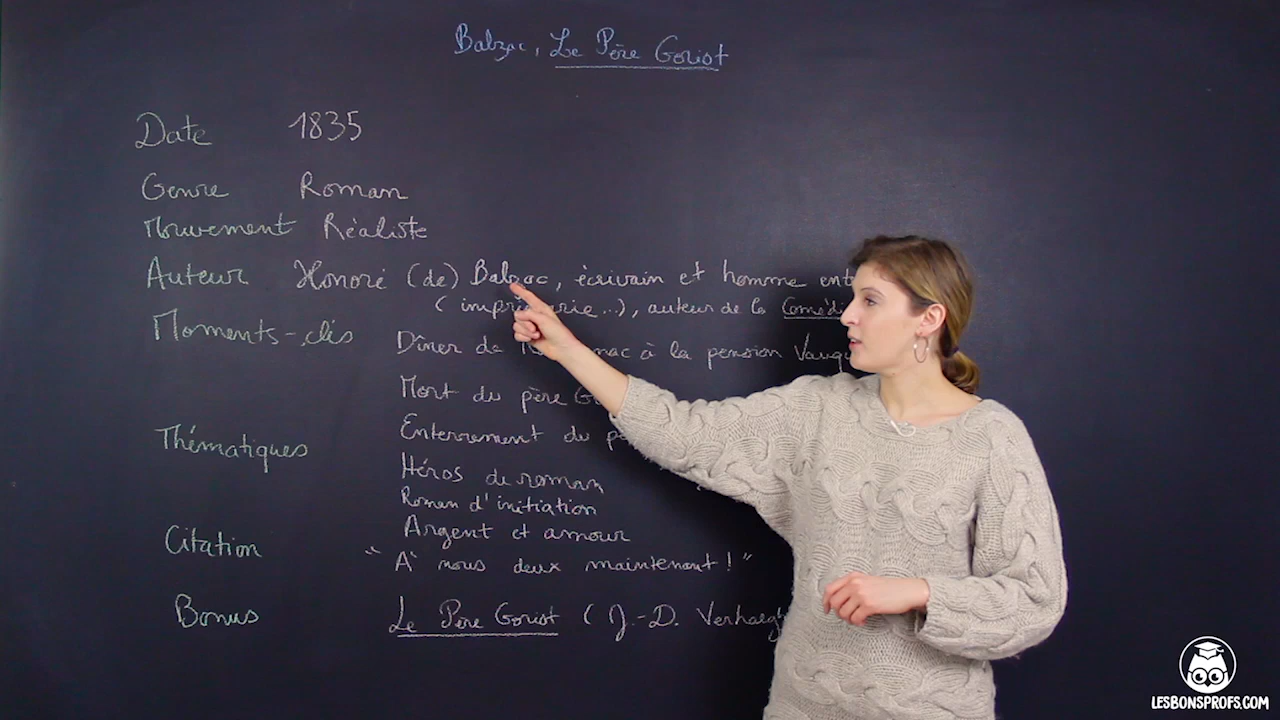 Balzac, Le Père Goriot
Date 1835
Genre Roman
Mouvement Réaliste
Auteur Honoré (de) Balzac, écrivain et homme
(imprimerie...), auteur de la
Moments-clés Dîner de à la pension
Mort du père
Enterrement du
Thématiques Héros de roman
Roman d'initiation
Argent et amour
Citation "A nous deux maintenant!"
Bonus Le Père Goriot (J.-D.
LESBONSPROFS.COM